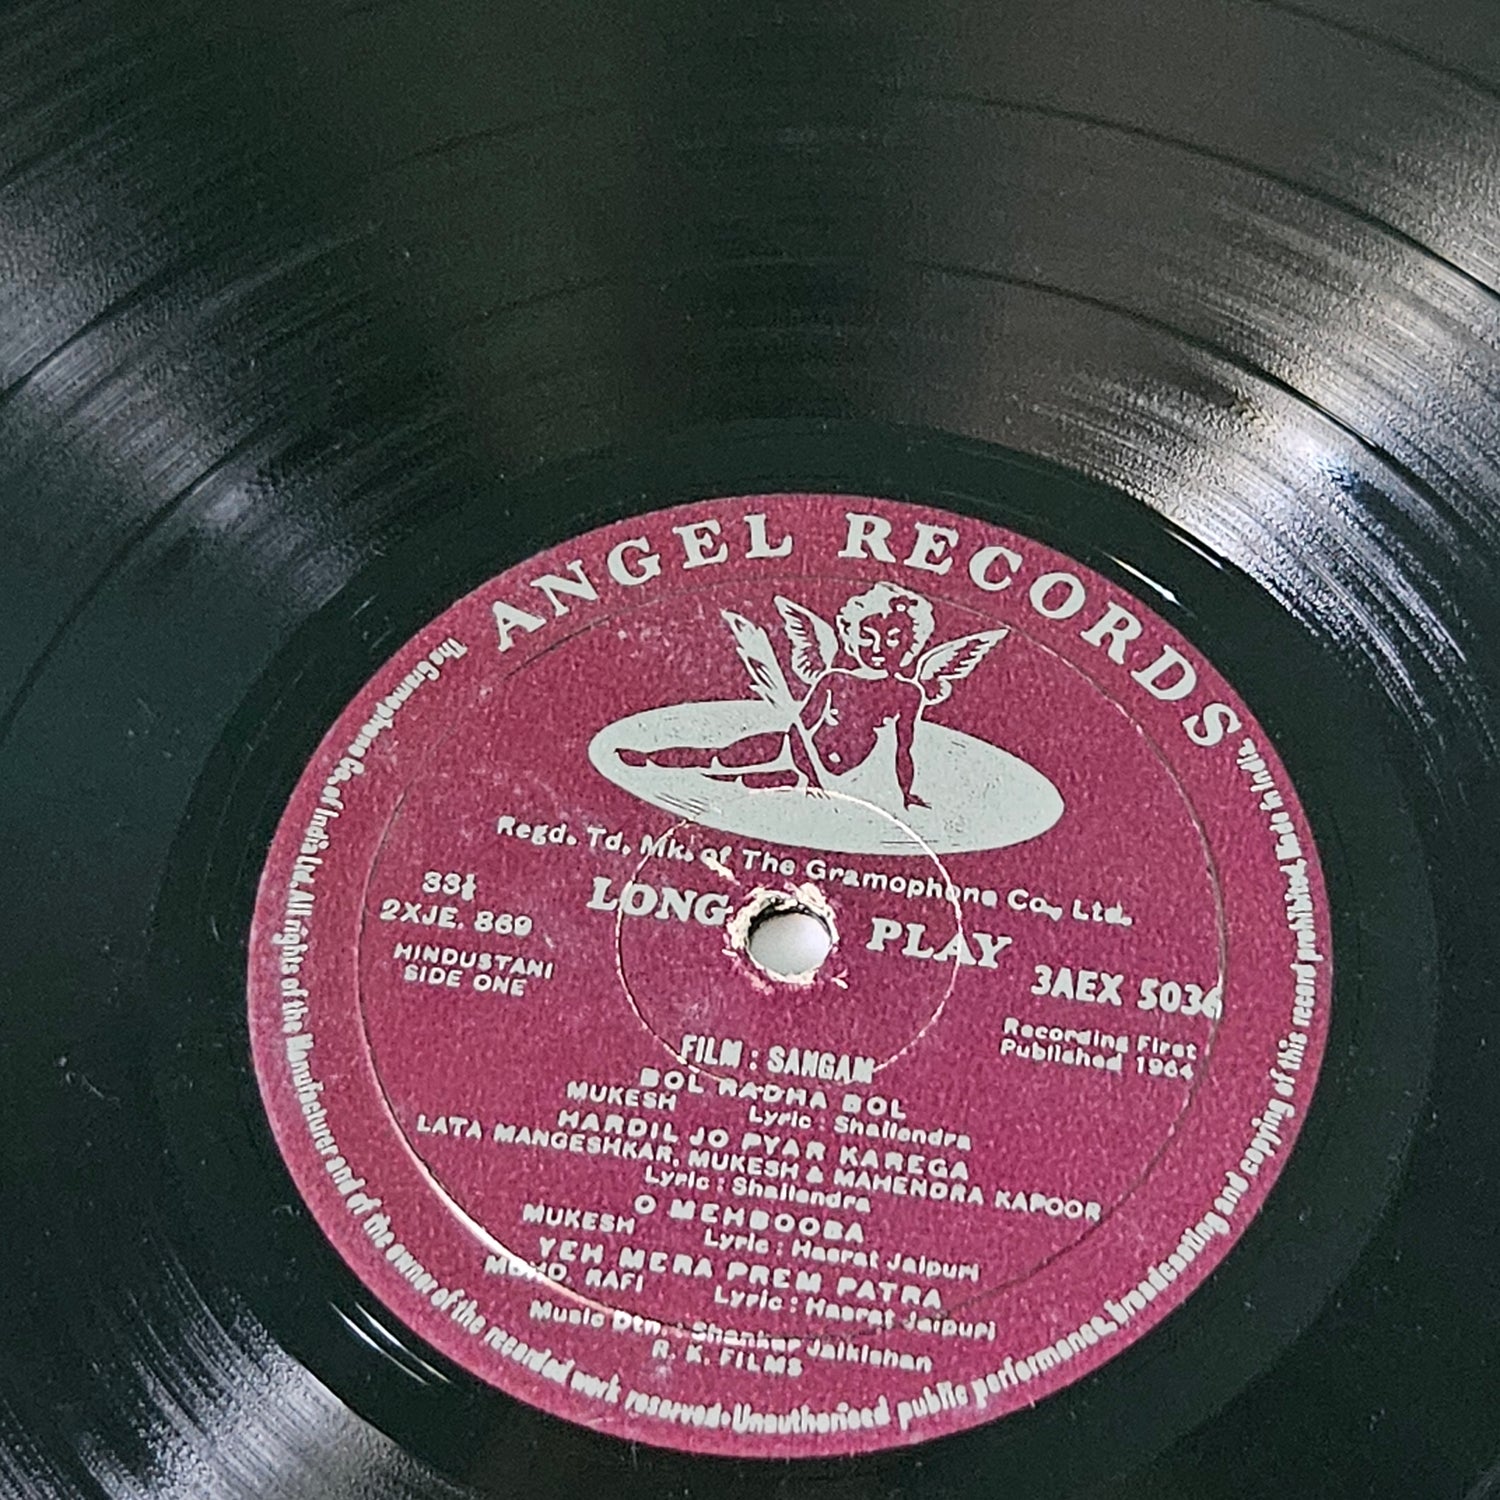 "ANGEL RECORDS"
The Gramophone Co. of India Ltd. All rights of the Manufacturer and of the owner of the recorded work reserved. Unauthorised public performance, broadcasting and copying of this record prohibited. Made in India.
Regd. Td. Mk. of The Gramophone Co., Ltd.
LONG PLAY
33⅓
2XJE. 869
HINDUSTANI
SIDE ONE
3AEX 5036
Recording First
Published 1964
FILM : SANGAM
BOL RADHA BOL
MUKESH Lyric : Shailendra
HARDIL JO PYAR KAREGA
LATA MANGESHKAR, MUKESH & MAHENDRA KAPOOR
Lyric : Shailendra
O MEHBOOBA
MUKESH Lyric : Hasrat Jaipuri
YEH MERA PREM PATRA
MOHD. RAFI Lyric : Hasrat Jaipuri
Music Dtn. : Shanker Jaikishan
R. K. FILMS